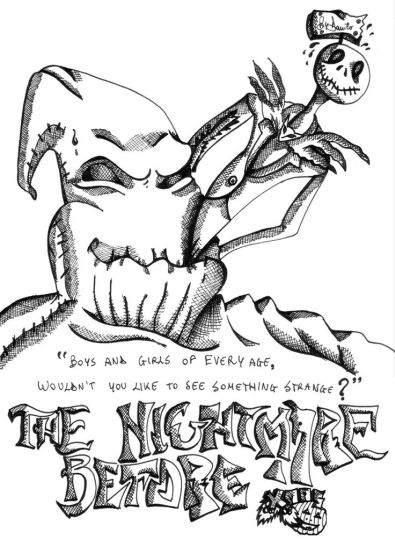 "BOYS AND GIRLS OF EVERY AGE,
WOULDN'T YOU LIKE TO SEE SOMETHING STRANGE?"
THE NIGHTMARE
BEFORE